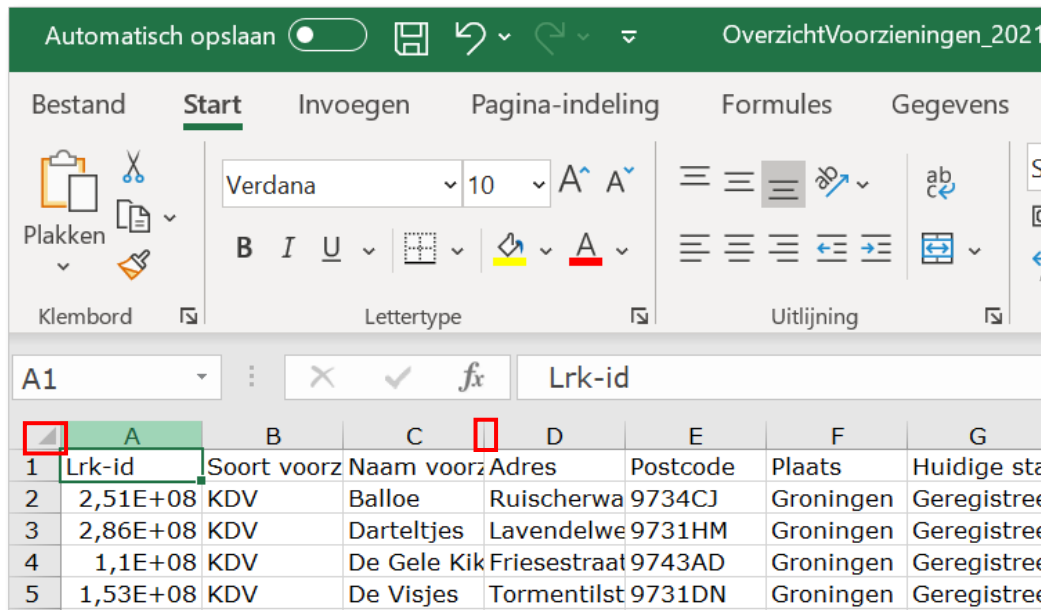 Automatisch opslaan OverzichtVoorzieningen_2021
Bestand Start Invoegen Pagina-indeling Formules Gegevens
Verdana 10 A A ab
Plakken B I U A
Klembord Lettertype Uitlijning
A1 fx Lrk-id
A B C D E F G
1 Lrk-id Soort voorz Naam voorz Adres Postcode Plaats Huidige sta
2 2,51E+08 KDV Balloe Ruischerwa 9734CJ Groningen Geregistree
3 2,86E+08 KDV Darteltjes Lavendelwe 9731HM Groningen Geregistree
4 1,1E+08 KDV De Gele Kik Friesestraat 9743AD Groningen Geregistree
5 1,53E+08 KDV De Visjes Tormentilst 9731DN Groningen Geregistree